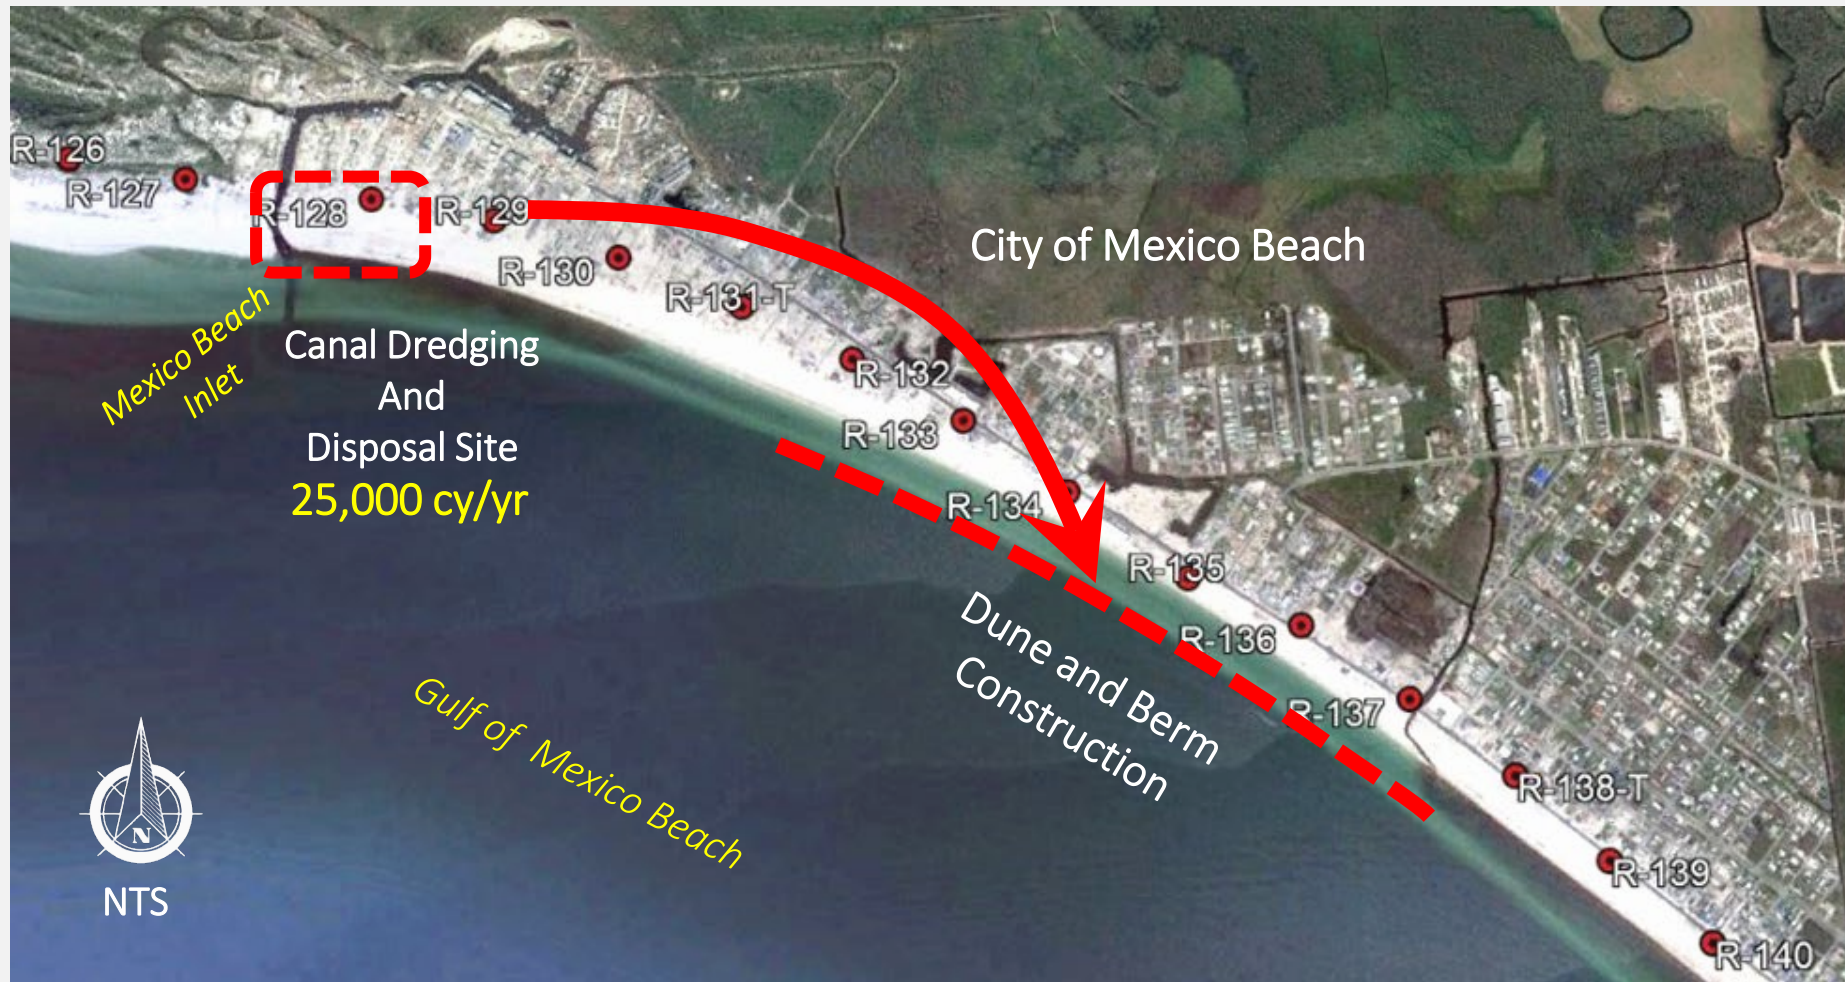 R-126
R-127
R-128
R-129
R-130
R-131-T
R-132
R-133
R-134
R-135
R-136
R-137
R-138-T
R-139
R-140
City of Mexico Beach
Mexico Beach
Inlet
Canal Dredging
And
Disposal Site
25,000 cy/yr
Dune and Berm
Construction
Gulf of Mexico Beach
N
NTS